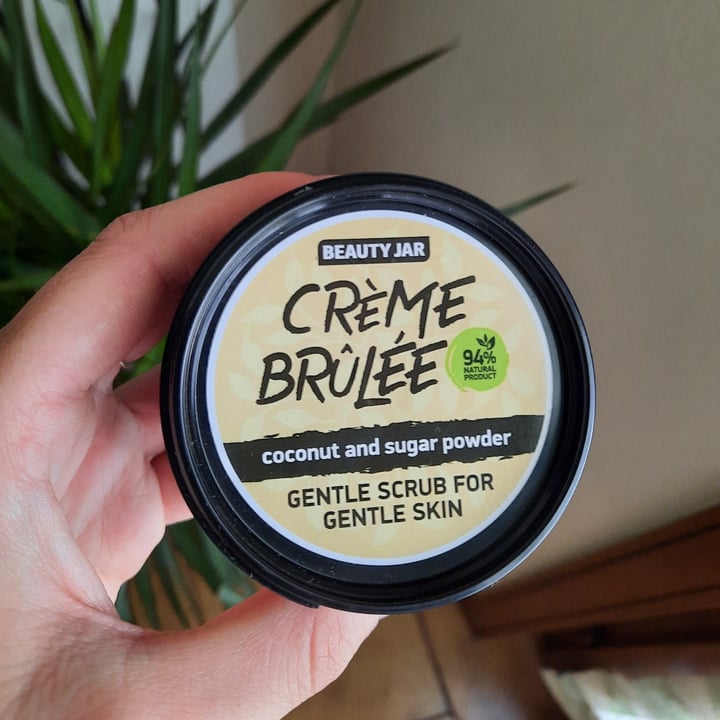 BEAUTY JAR
CRÈME
BRÛLÉE
94%
NATURAL
PRODUCT
coconut and sugar powder
GENTLE SCRUB FOR
GENTLE SKIN